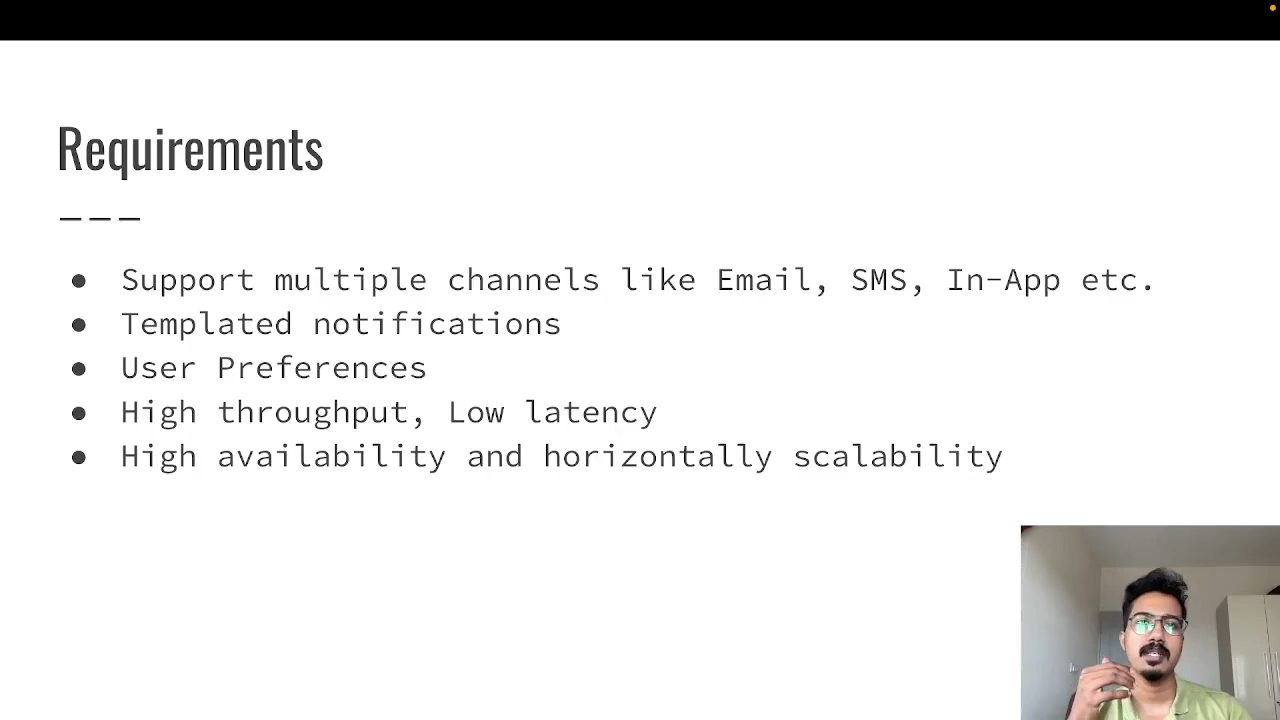 Requirements
● Support multiple channels like Email, SMS, In-App etc.
● Templated notifications
● User Preferences
● High throughput, Low latency
● High availability and horizontally scalability